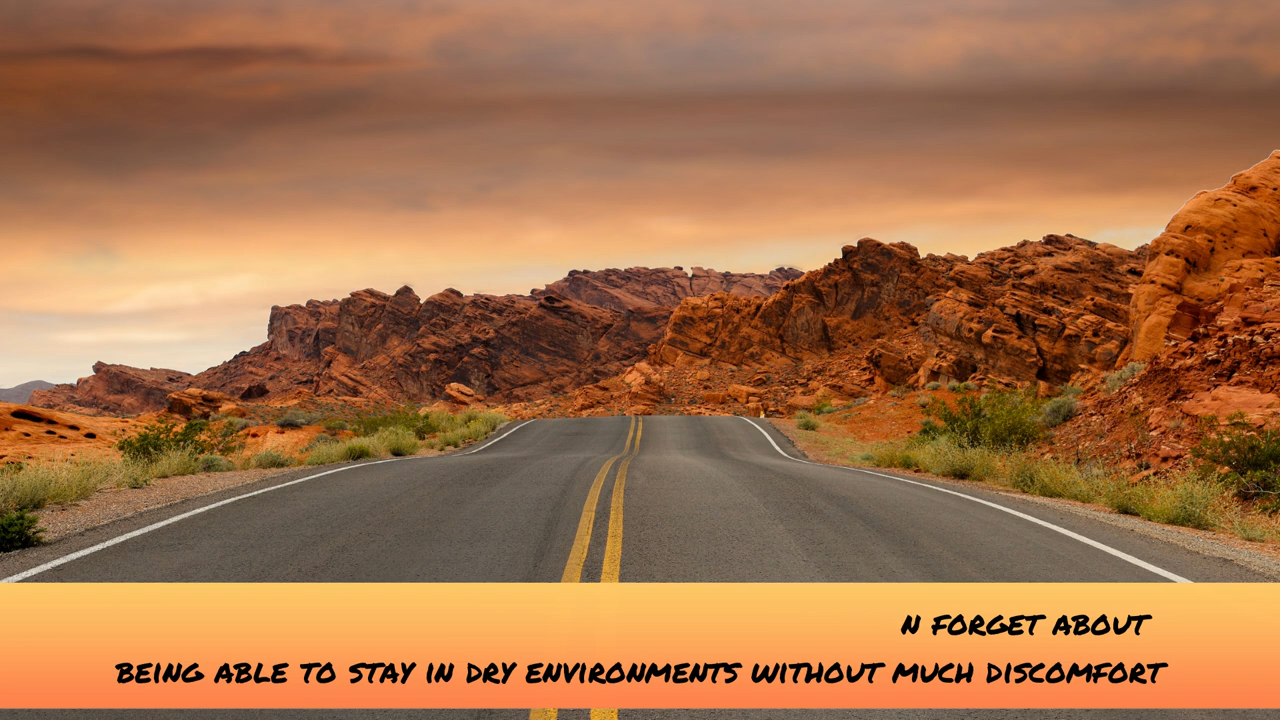 N FORGET ABOUT
BEING ABLE TO STAY IN DRY ENVIRONMENTS WITHOUT MUCH DISCOMFORT